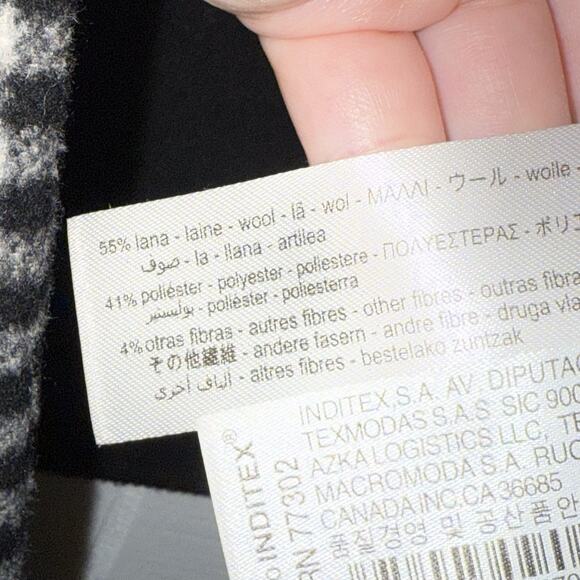 55% lana - laine - wool - lã - wol - ΜΑΛΛΙ - ウール - wolle -
صوف - la - llana - artilea
41% poliéster - polyester - poliestere - ΠΟΛΥΕΣΤΕΡΑΣ - ポリ
بوليستير - polièster - poliesterra
4% otras fibras - autres fibres - other fibres - outras fibra
その他繊維 - andere fasern - andre fibre - druga vla
ألياف أخرى - altres fibres - bestelako zuntzak
INDITEX,S.A. AV. DIPUTAC
TEXMODAS S.A.S SIC 900
AZKA LOGISTICS LLC, TE
MACROMODA S.A. RUC
CANADA INC.CA 36685
품질경영 및 공산품안
INDITEX®
RN 77302